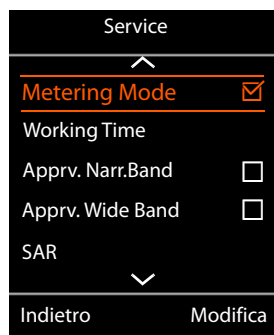 Service
Metering Mode
Working Time
Apprv. Narr.Band
Apprv. Wide Band
SAR
Indietro Modifica